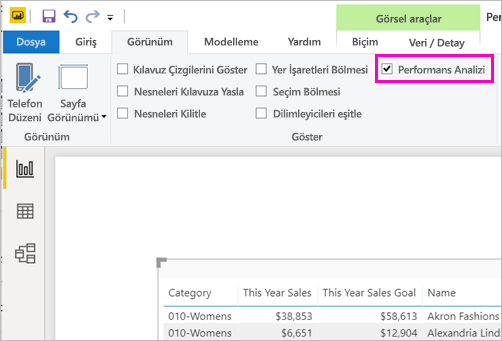 Görsel araçlar Per
Dosya Giriş Görünüm Modelleme Yardım Biçim Veri / Detay
Telefon Düzeni
Sayfa Görünümü
Görünüm
Kılavuz Çizgilerini Göster
Nesneleri Kılavuza Yasla
Nesneleri Kilitle
Yer İşaretleri Bölmesi
Seçim Bölmesi
Dilimleyicileri eşitle
Performans Analizi
Göster
Category This Year Sales This Year Sales Goal Name
010-Womens $38,853 $58,613 Akron Fashions
010-Womens $6,651 $12,904 Alexandria Lind